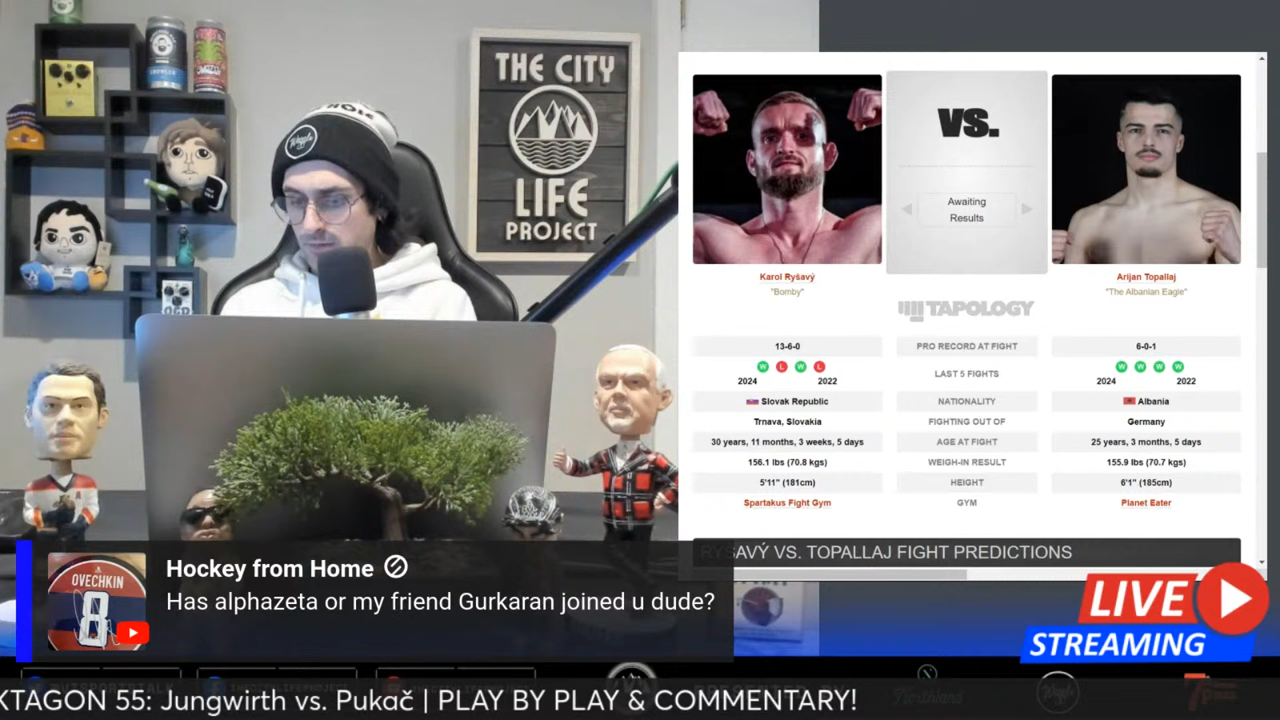 THE CITY
LIFE
PROJECT
Waggle
VS.
Awaiting
Results
Karol Ryšavý
"Bomby"
Arijan Topallaj
"The Albanian Eagle"
TAPOLOGY
13-6-0 PRO RECORD AT FIGHT 6-0-1
W L W L LAST 5 FIGHTS W W W W
2024 2022 2024 2022
Slovak Republic NATIONALITY Albania
Trnava, Slovakia FIGHTING OUT OF Germany
30 years, 11 months, 3 weeks, 5 days AGE AT FIGHT 25 years, 3 months, 5 days
156.1 lbs (70.8 kgs) WEIGH-IN RESULT 155.9 lbs (70.7 kgs)
5'11" (181cm) HEIGHT 6'1" (185cm)
Spartakus Fight Gym GYM Planet Eater
RYŠAVÝ VS. TOPALLAJ FIGHT PREDICTIONS
OVECHKIN
8
Hockey from Home
Has alphazeta or my friend Gurkaran joined u dude?
LIVE
STREAMING
KTAGON 55: Jungwirth vs. Pukač | PLAY BY PLAY & COMMENTARY!